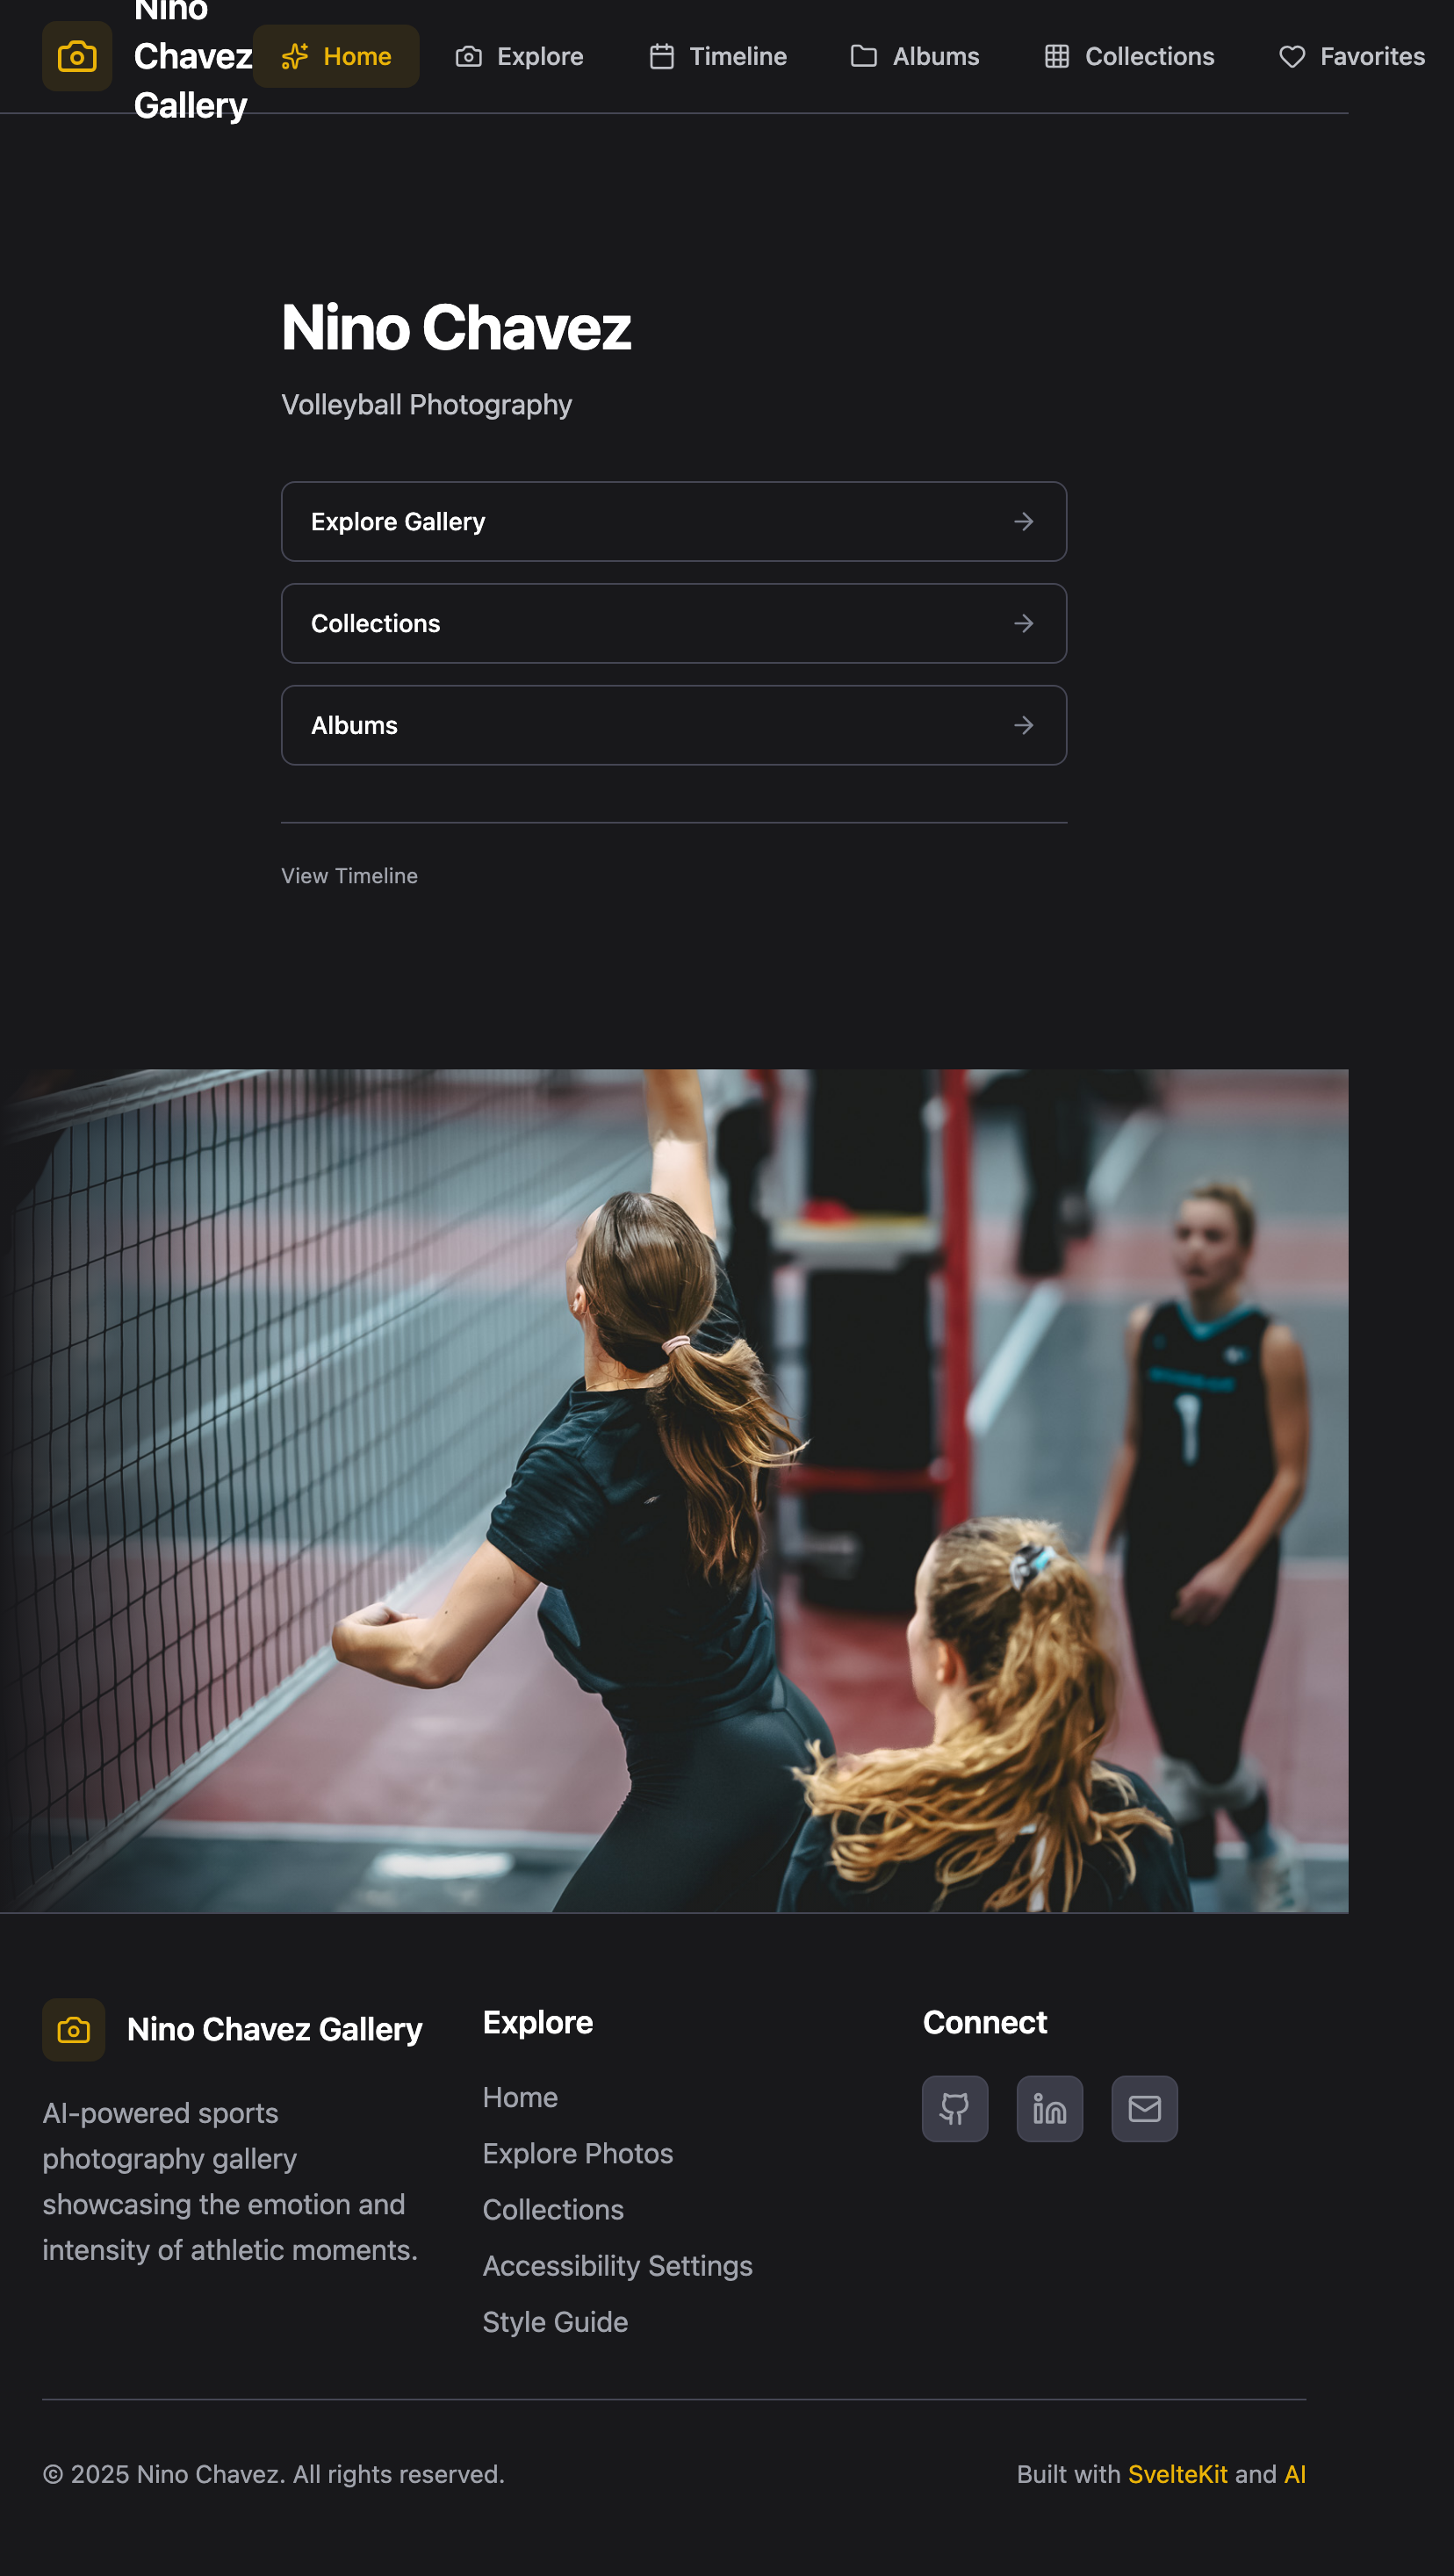 Nino
Chavez
Gallery
Home
Explore
Timeline
Albums
Collections
Favorites
Nino Chavez
Volleyball Photography
Explore Gallery
Collections
Albums
View Timeline
1
Nino Chavez Gallery
AI-powered sports
photography gallery
showcasing the emotion and
intensity of athletic moments.
Explore
Home
Explore Photos
Collections
Accessibility Settings
Style Guide
Connect
© 2025 Nino Chavez. All rights reserved.
Built with SvelteKit and AI